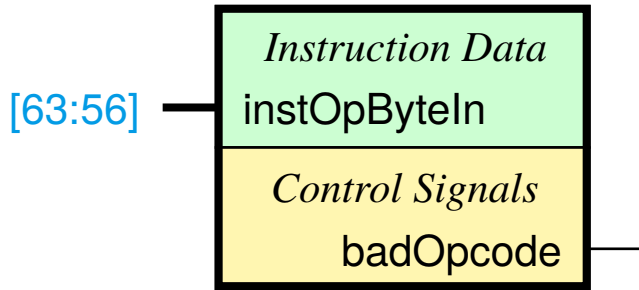 Instruction Data
[63:56] instOpByteIn
Control Signals
badOpcode